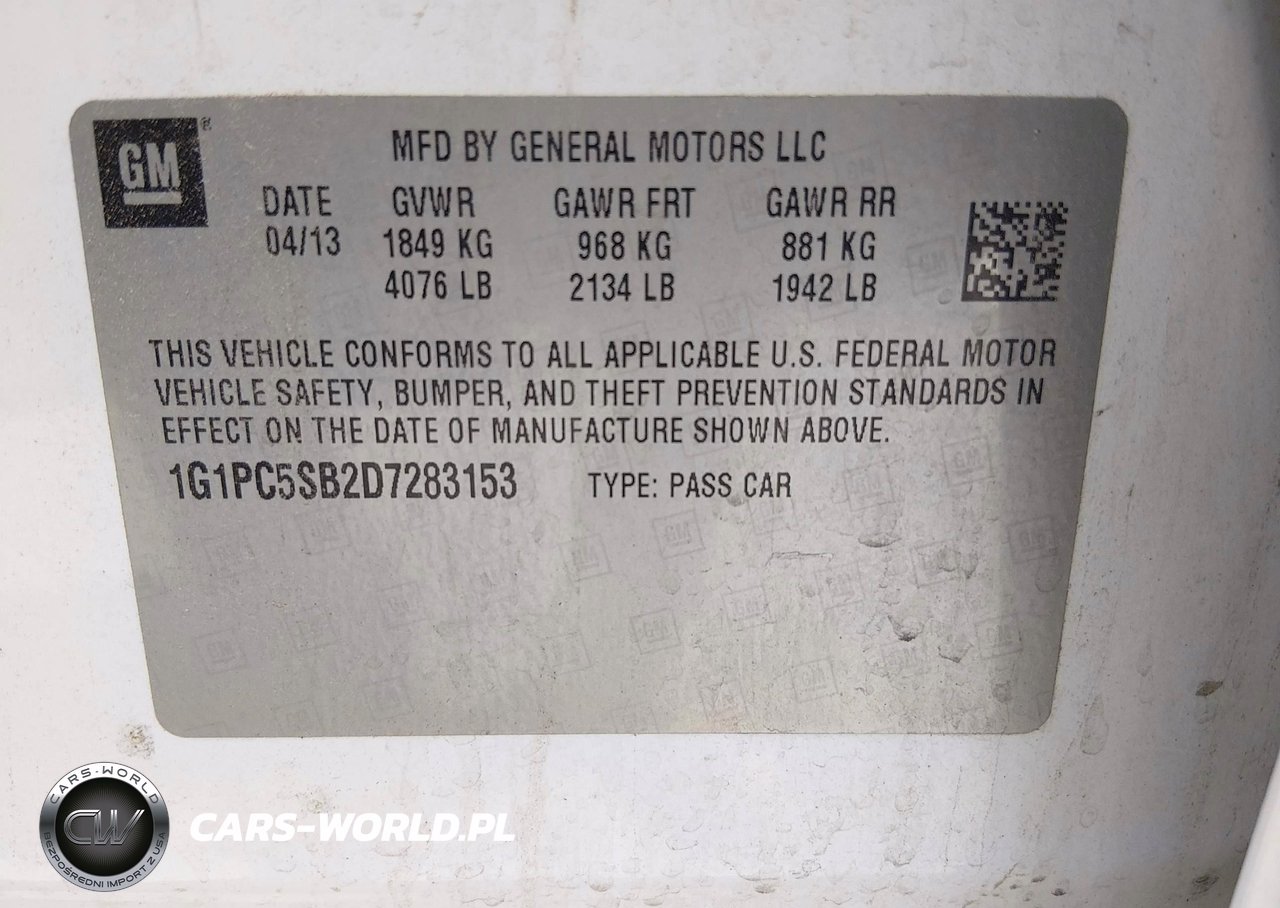 GM ®
MFD BY GENERAL MOTORS LLC
DATE GVWR GAWR FRT GAWR RR
04/13 1849 KG 968 KG 881 KG
4076 LB 2134 LB 1942 LB
THIS VEHICLE CONFORMS TO ALL APPLICABLE U.S. FEDERAL MOTOR
VEHICLE SAFETY, BUMPER, AND THEFT PREVENTION STANDARDS IN
EFFECT ON THE DATE OF MANUFACTURE SHOWN ABOVE.
1G1PC5SB2D7283153 TYPE: PASS CAR
CARS-WORLD
CW
BEZPOŚREDNI IMPORT Z USA
CARS-WORLD.PL